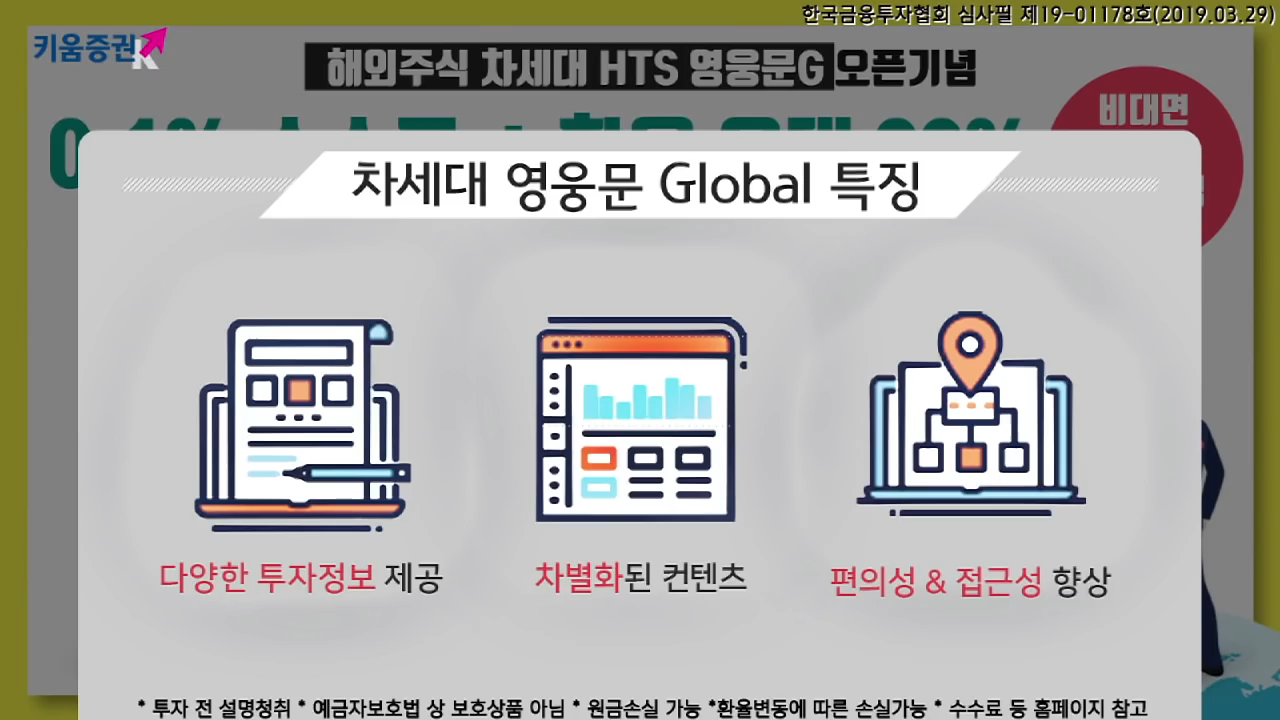 한국금융투자협회 심사필 제19-01178호(2019.03.29)
키움증권
해외주식 차세대 HTS 영웅문G 오픈기념
비대면
차세대 영웅문 Global 특징
다양한 투자정보 제공
차별화된 컨텐츠
편의성 & 접근성 향상
* 투자 전 설명청취 * 예금자보호법 상 보호상품 아님 * 원금손실 가능 *환율변동에 따른 손실가능 * 수수료 등 홈페이지 참고